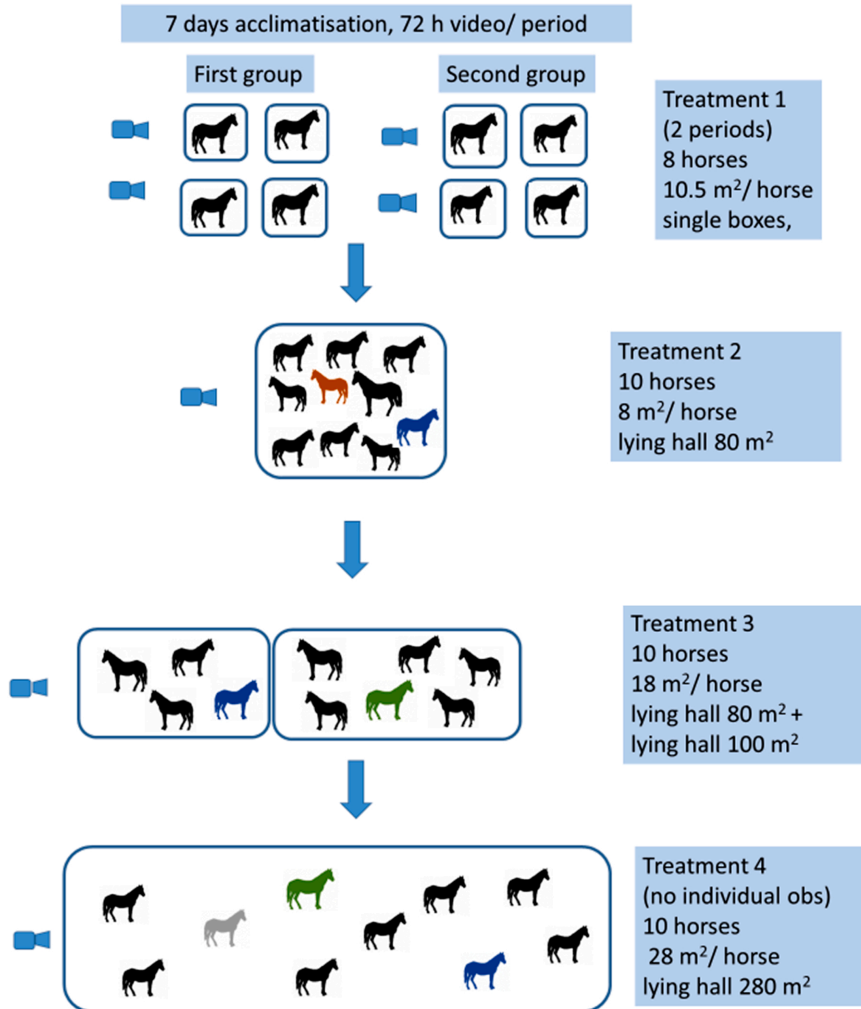 7 days acclimatisation, 72 h video/ period
First group
Second group
Treatment 1
(2 periods)
8 horses
10.5 m²/ horse
single boxes,
Treatment 2
10 horses
8 m²/ horse
lying hall 80 m²
Treatment 3
10 horses
18 m²/ horse
lying hall 80 m² +
lying hall 100 m²
Treatment 4
(no individual obs)
10 horses
28 m²/ horse
lying hall 280 m²